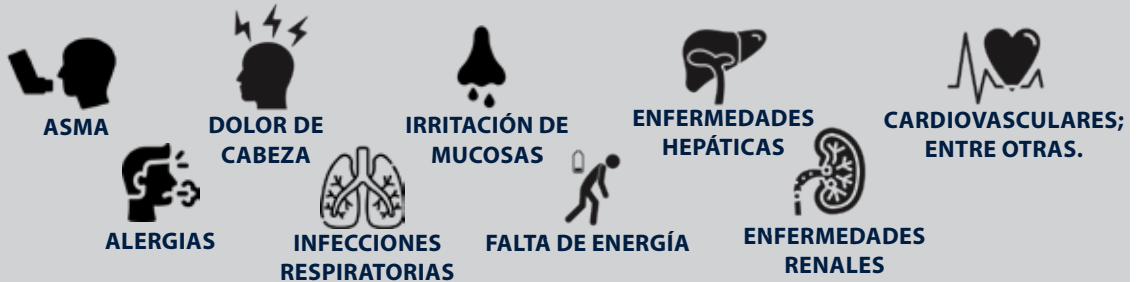 ASMA
DOLOR DE
CABEZA
IRRITACIÓN DE
MUCOSAS
ENFERMEDADES
HEPÁTICAS
CARDIOVASCULARES;
ENTRE OTRAS.
ALERGIAS
INFECCIONES
RESPIRATORIAS
FALTA DE ENERGÍA
ENFERMEDADES
RENALES